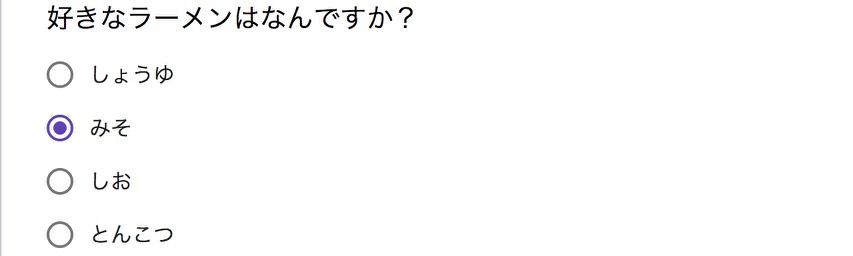 好きなラーメンはなんですか？
しょうゆ
みそ
しお
とんこつ